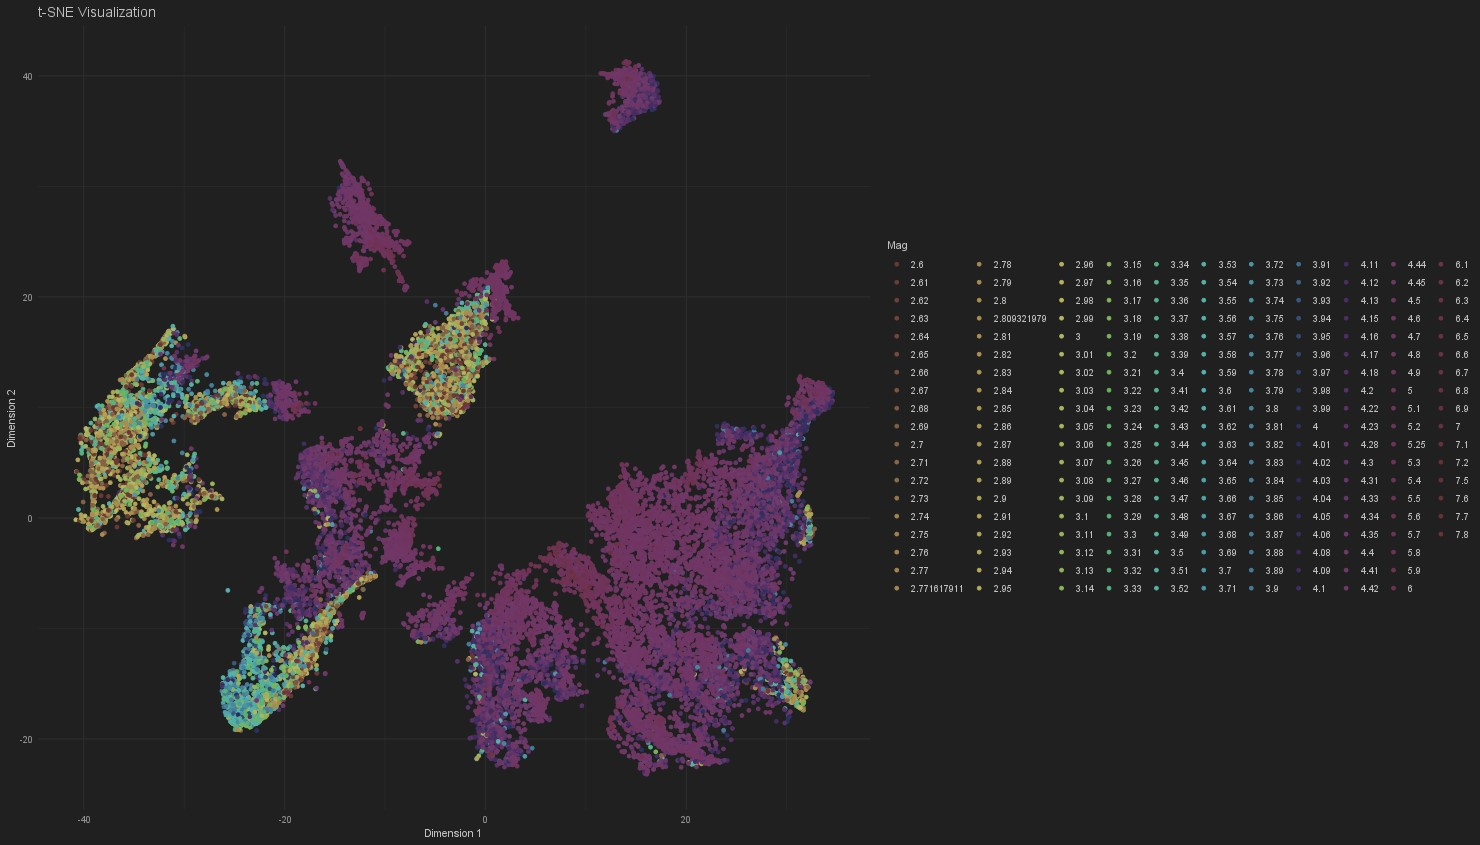 t-SNE Visualization
40
20
0
-20
Dimension 2
-40
-20
0
20
Dimension 1
Mag
2.6 2.78 2.96 3.15 3.34 3.53 3.72 3.91 4.11 4.44 6.1
2.61 2.79 2.97 3.16 3.35 3.54 3.73 3.92 4.12 4.45 6.2
2.62 2.8 2.98 3.17 3.36 3.55 3.74 3.93 4.13 4.5 6.3
2.63 2.809321979 2.99 3.18 3.37 3.56 3.75 3.94 4.15 4.6 6.4
2.64 2.81 3 3.19 3.38 3.57 3.76 3.95 4.16 4.7 6.5
2.65 2.82 3.01 3.2 3.39 3.58 3.77 3.96 4.17 4.8 6.6
2.66 2.83 3.02 3.21 3.4 3.59 3.78 3.97 4.18 4.9 6.7
2.67 2.84 3.03 3.22 3.41 3.6 3.79 3.98 4.2 5 6.8
2.68 2.85 3.04 3.23 3.42 3.61 3.8 3.99 4.22 5.1 6.9
2.69 2.86 3.05 3.24 3.43 3.62 3.81 4 4.23 5.2 7
2.7 2.87 3.06 3.25 3.44 3.63 3.82 4.01 4.28 5.25 7.1
2.71 2.88 3.07 3.26 3.45 3.64 3.83 4.02 4.3 5.3 7.2
2.72 2.89 3.08 3.27 3.46 3.65 3.84 4.03 4.31 5.4 7.5
2.73 2.9 3.09 3.28 3.47 3.66 3.85 4.04 4.33 5.5 7.6
2.74 2.91 3.1 3.29 3.48 3.67 3.86 4.05 4.34 5.6 7.7
2.75 2.92 3.11 3.3 3.49 3.68 3.87 4.06 4.35 5.7 7.8
2.76 2.93 3.12 3.31 3.5 3.69 3.88 4.08 4.4 5.8
2.77 2.94 3.13 3.32 3.51 3.7 3.89 4.09 4.41 5.9
2.771617911 2.95 3.14 3.33 3.52 3.71 3.9 4.1 4.42 6